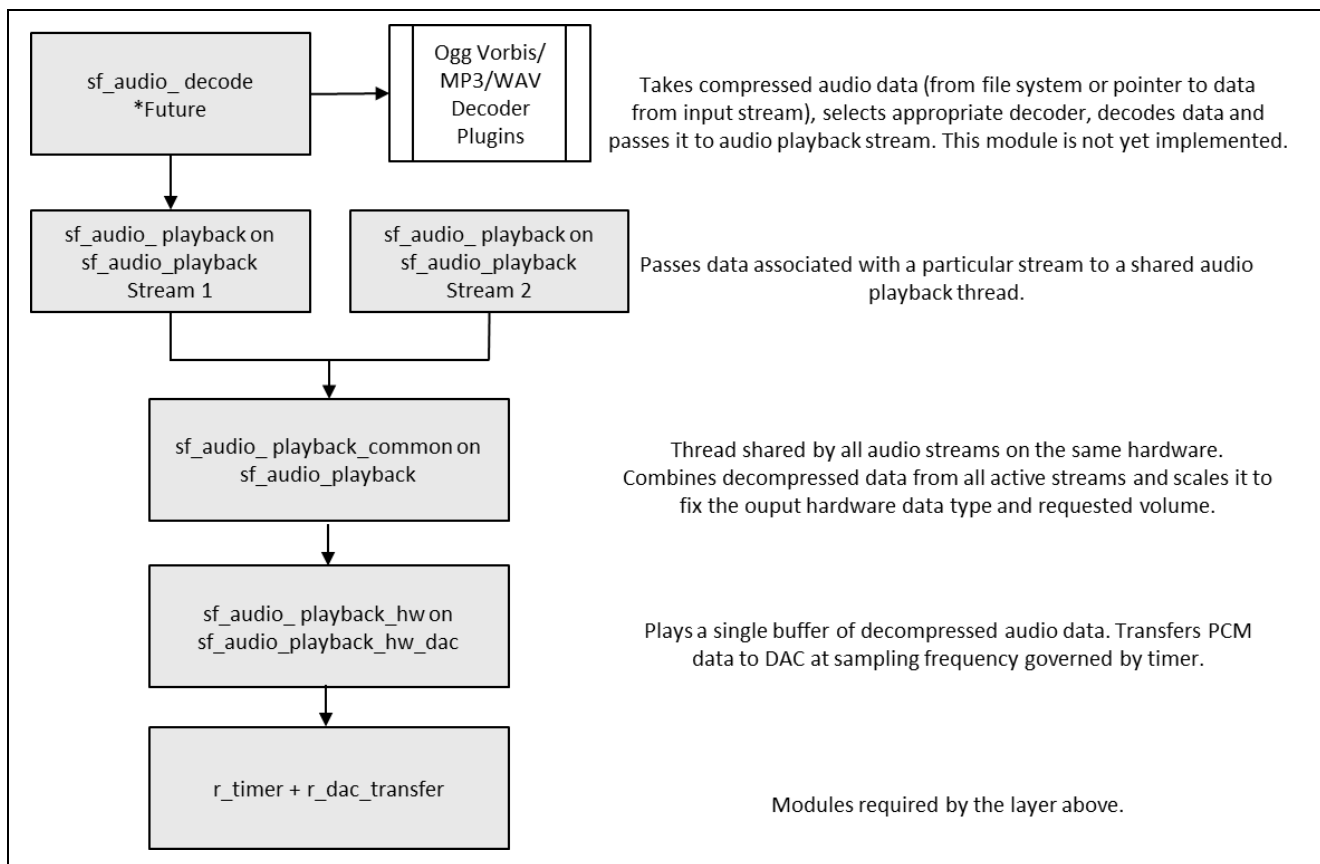 sf_audio_ decode
*Future
Ogg Vorbis/
MP3/WAV
Decoder
Plugins
Takes compressed audio data (from file system or pointer to data
from input stream), selects appropriate decoder, decodes data and
passes it to audio playback stream. This module is not yet implemented.
sf_audio_ playback on
sf_audio_playback
Stream 1
sf_audio_ playback on
sf_audio_playback
Stream 2
Passes data associated with a particular stream to a shared audio
playback thread.
sf_audio_ playback_common on
sf_audio_playback
Thread shared by all audio streams on the same hardware.
Combines decompressed data from all active streams and scales it to
fix the ouput hardware data type and requested volume.
sf_audio_ playback_hw on
sf_audio_playback_hw_dac
Plays a single buffer of decompressed audio data. Transfers PCM
data to DAC at sampling frequency governed by timer.
r_timer + r_dac_transfer
Modules required by the layer above.